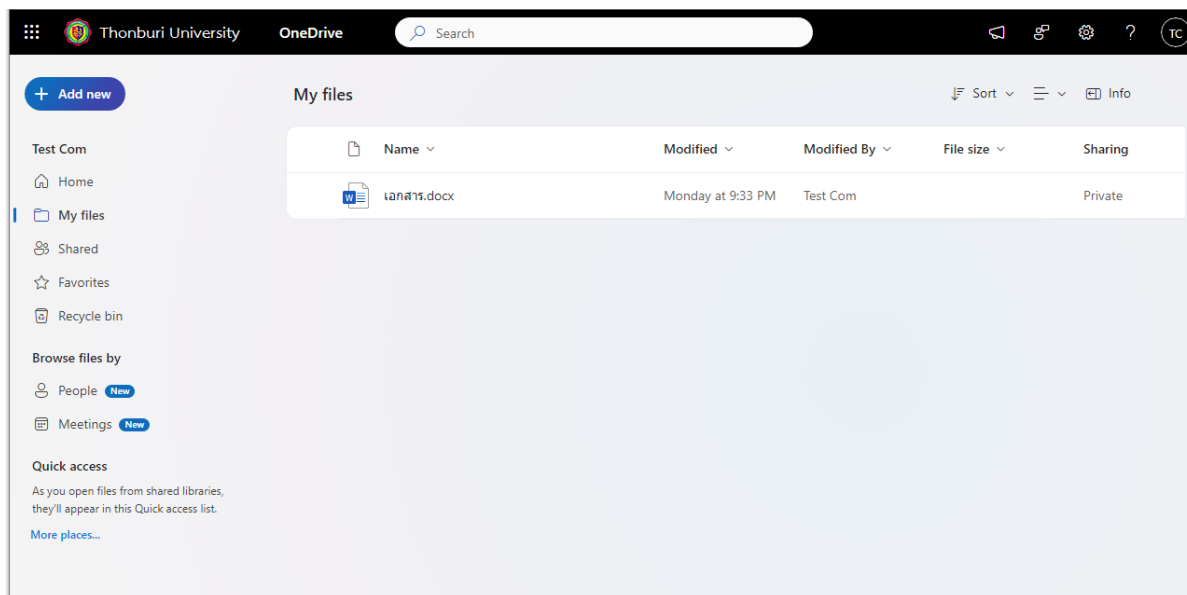 Thonburi University OneDrive Search ? TC
Add new
My files
Sort Info
Test Com
Name Modified Modified By File size Sharing
Home
เอกสาร.docx Monday at 9:33 PM Test Com Private
My files
Shared
Favorites
Recycle bin
Browse files by
People New
Meetings New
Quick access
As you open files from shared libraries,
they'll appear in this Quick access list.
More places...